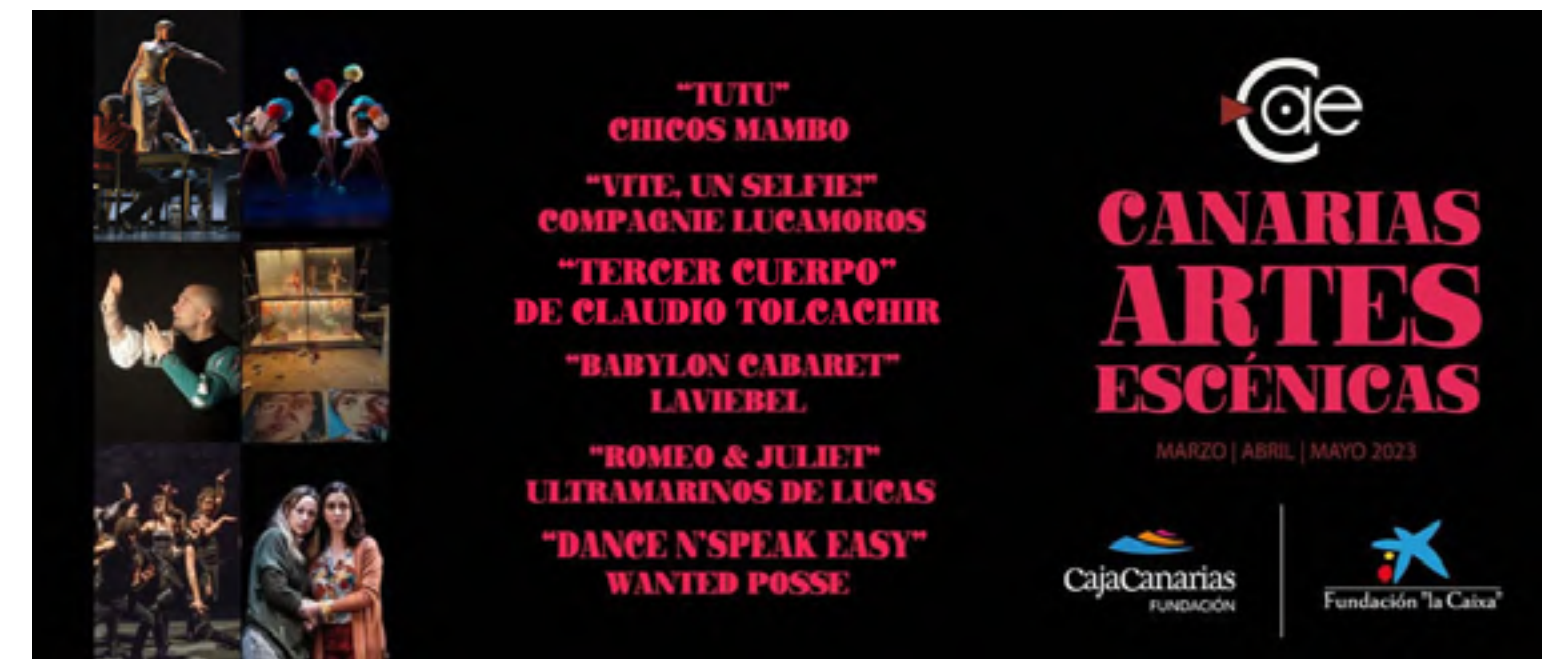 “TUTU”
CHICOS MAMBO
“VITE, UN SELFIE!”
COMPAGNIE LUCAMOROS
“TERCER CUERPO”
DE CLAUDIO TOLCACHIR
“BABYLON CABARET”
LAVIEBEL
“ROMEO & JULIET“
ULTRAMARINOS DE LUCAS
“DANCE N'SPEAK EASY”
WANTED POSSE
Cae
CANARIAS
ARTES
ESCÉNICAS
MARZO | ABRIL | MAYO 2023
CajaCanarias
FUNDACIÓN
Fundación "la Caixa"